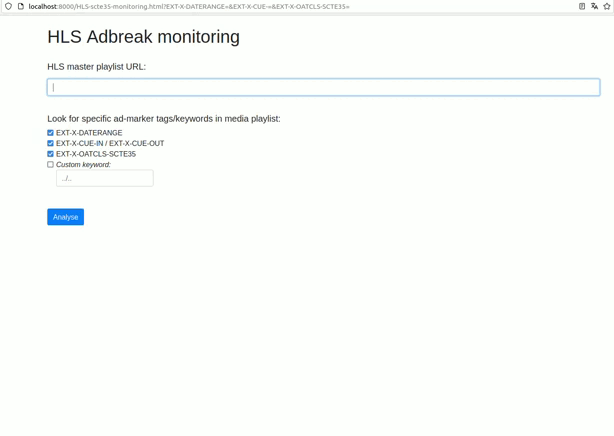 localhost:8000/HLS-scte35-monitoring.html?EXT-X-DATERANGE=&EXT-X-CUE-=&EXT-X-OATCLS-SCTE35=
HLS Adbreak monitoring
HLS master playlist URL:
Look for specific ad-marker tags/keywords in media playlist:
EXT-X-DATERANGE
EXT-X-CUE-IN / EXT-X-CUE-OUT
EXT-X-OATCLS-SCTE35
Custom keyword:
../..
Analyse